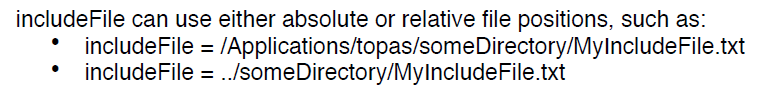 includeFile can use either absolute or relative file positions, such as:
• includeFile = /Applications/topas/someDirectory/MyIncludeFile.txt
• includeFile = ../someDirectory/MyIncludeFile.txt